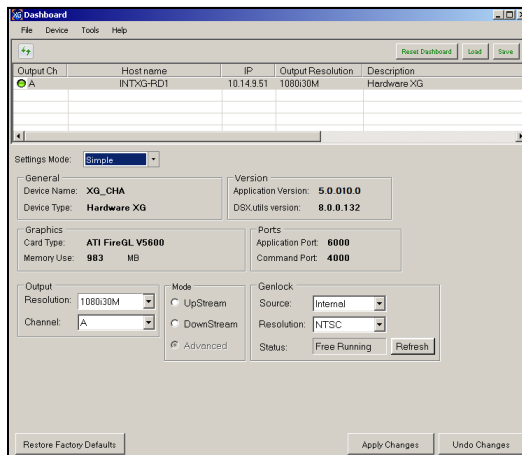 XG Dashboard
File Device Tools Help
Reset Dashboard Load Save
Output Ch Host name IP Output Resolution Description
A INTXG-RD1 10.14.9.51 1080i30M Hardware XG
Settings Mode: Simple
General
Device Name: XG_CHA
Device Type: Hardware XG
Version
Application Version: 5.0.010.0
DSX.utils version: 8.0.0.132
Graphics
Card Type: ATI FireGL V5600
Memory Use: 983 MB
Ports
Application Port: 6000
Command Port: 4000
Output
Resolution: 1080i30M
Channel: A
Mode
UpStream
DownStream
Advanced
Genlock
Source: Internal
Resolution: NTSC
Status: Free Running Refresh
Restore Factory Defaults Apply Changes Undo Changes